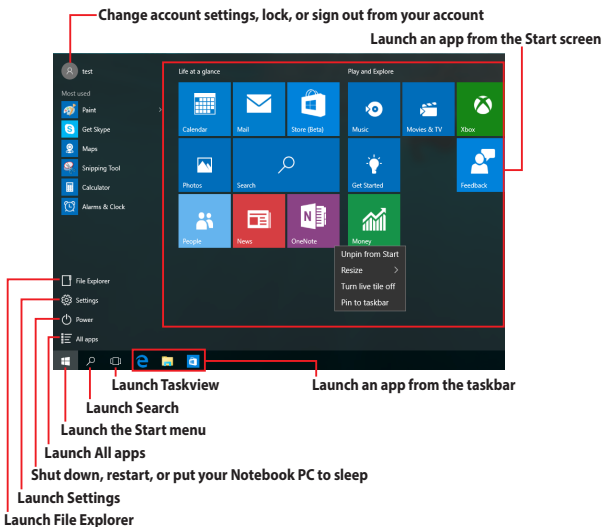 Change account settings, lock, or sign out from your account
Launch an app from the Start screen
test
Most used
Paint
Get Skype
Maps
Snipping Tool
Calculator
Alarms & Clock
File Explorer
Settings
Power
All apps
Life at a glance
Calendar
Mail
Store (Beta)
Photos
Search
People
News
OneNote
Play and Explore
Music
Movies & TV
Xbox
Get Started
Feedback
Money
Unpin from Start
Resize
Turn live tile off
Pin to taskbar
Launch Taskview
Launch an app from the taskbar
Launch Search
Launch the Start menu
Launch All apps
Shut down, restart, or put your Notebook PC to sleep
Launch Settings
Launch File Explorer